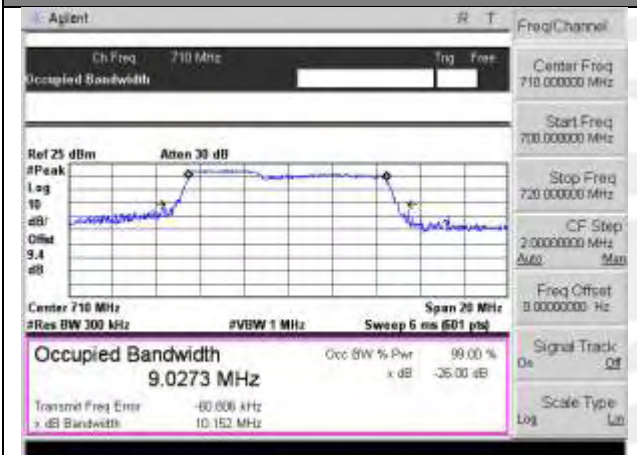 Agilent R T
Ch Freq 710 MHz Trig Free
Occupied Bandwidth
Ref 25 dBm Atten 30 dB
#Peak
Log
10
dB/
Offst
9.4
dB
Center 710 MHz Span 20 MHz
#Res BW 300 kHz #VBW 1 MHz Sweep 6 ms (601 pts)
Occupied Bandwidth
9.0273 MHz
Occ BW % Pwr 99.00 %
x dB -26.00 dB
Transmit Freq Error -60.606 kHz
x dB Bandwidth 10.152 MHz
Freq/Channel
Center Freq
710.000000 MHz
Start Freq
700.000000 MHz
Stop Freq
720.000000 MHz
CF Step
2.00000000 MHz
Auto Man
Freq Offset
0.00000000 Hz
Signal Track
On Off
Scale Type
Log Lin